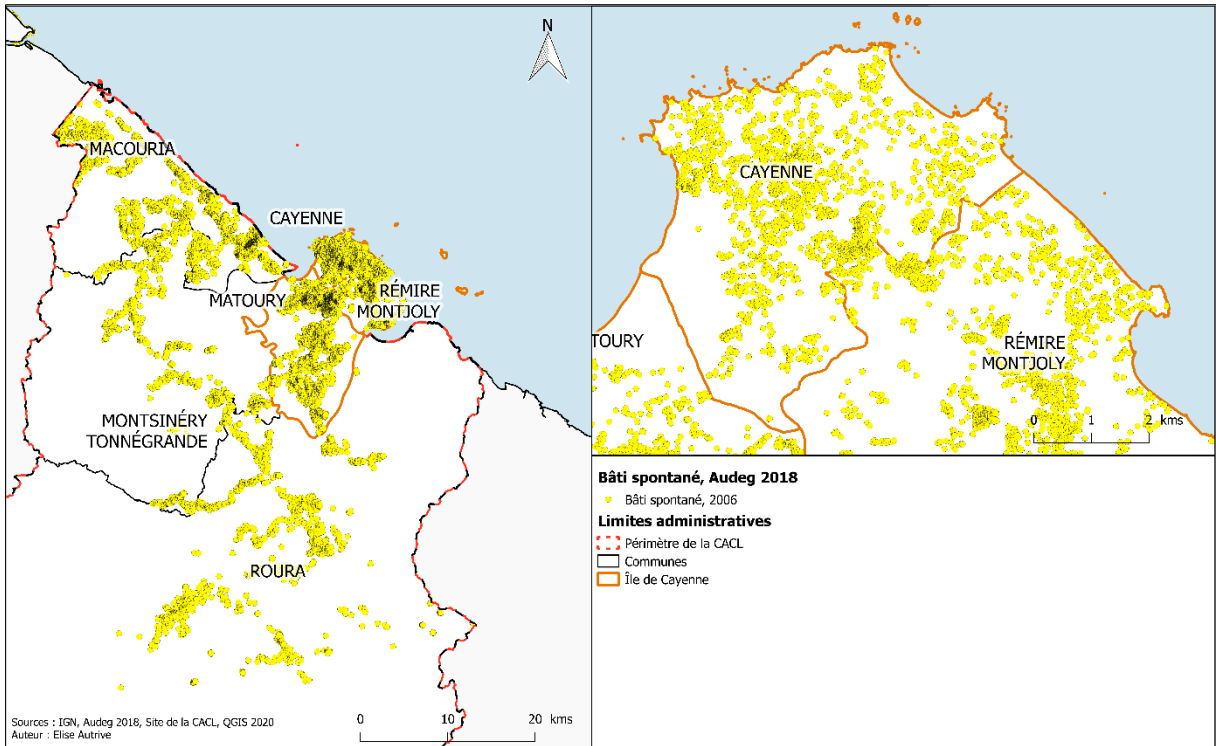 N
MACOURIA
CAYENNE
MATOURY
RÉMIRE
MONTJOLY
MONTSINÉRY
TONNÉGRANDE
ROURA
Sources : IGN, Audeg 2018, Site de la CACL, QGIS 2020
Auteur : Elise Autrive
0 10 20 kms
CAYENNE
TOURY
RÉMIRE
MONTJOLY
0 1 2 kms
Bâti spontané, Audeg 2018
Bâti spontané, 2006
Limites administratives
Périmètre de la CACL
Communes
Île de Cayenne